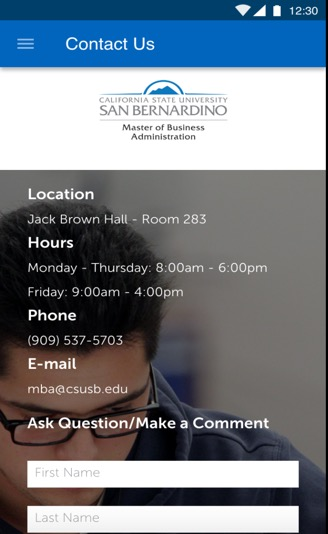 12:30
Contact Us
CALIFORNIA STATE UNIVERSITY
SAN BERNARDINO
Master of Business
Administration
Location
Jack Brown Hall - Room 283
Hours
Monday - Thursday: 8:00am - 6:00pm
Friday: 9:00am - 4:00pm
Phone
(909) 537-5703
E-mail
mba@csusb.edu
Ask Question/Make a Comment
First Name
Last Name